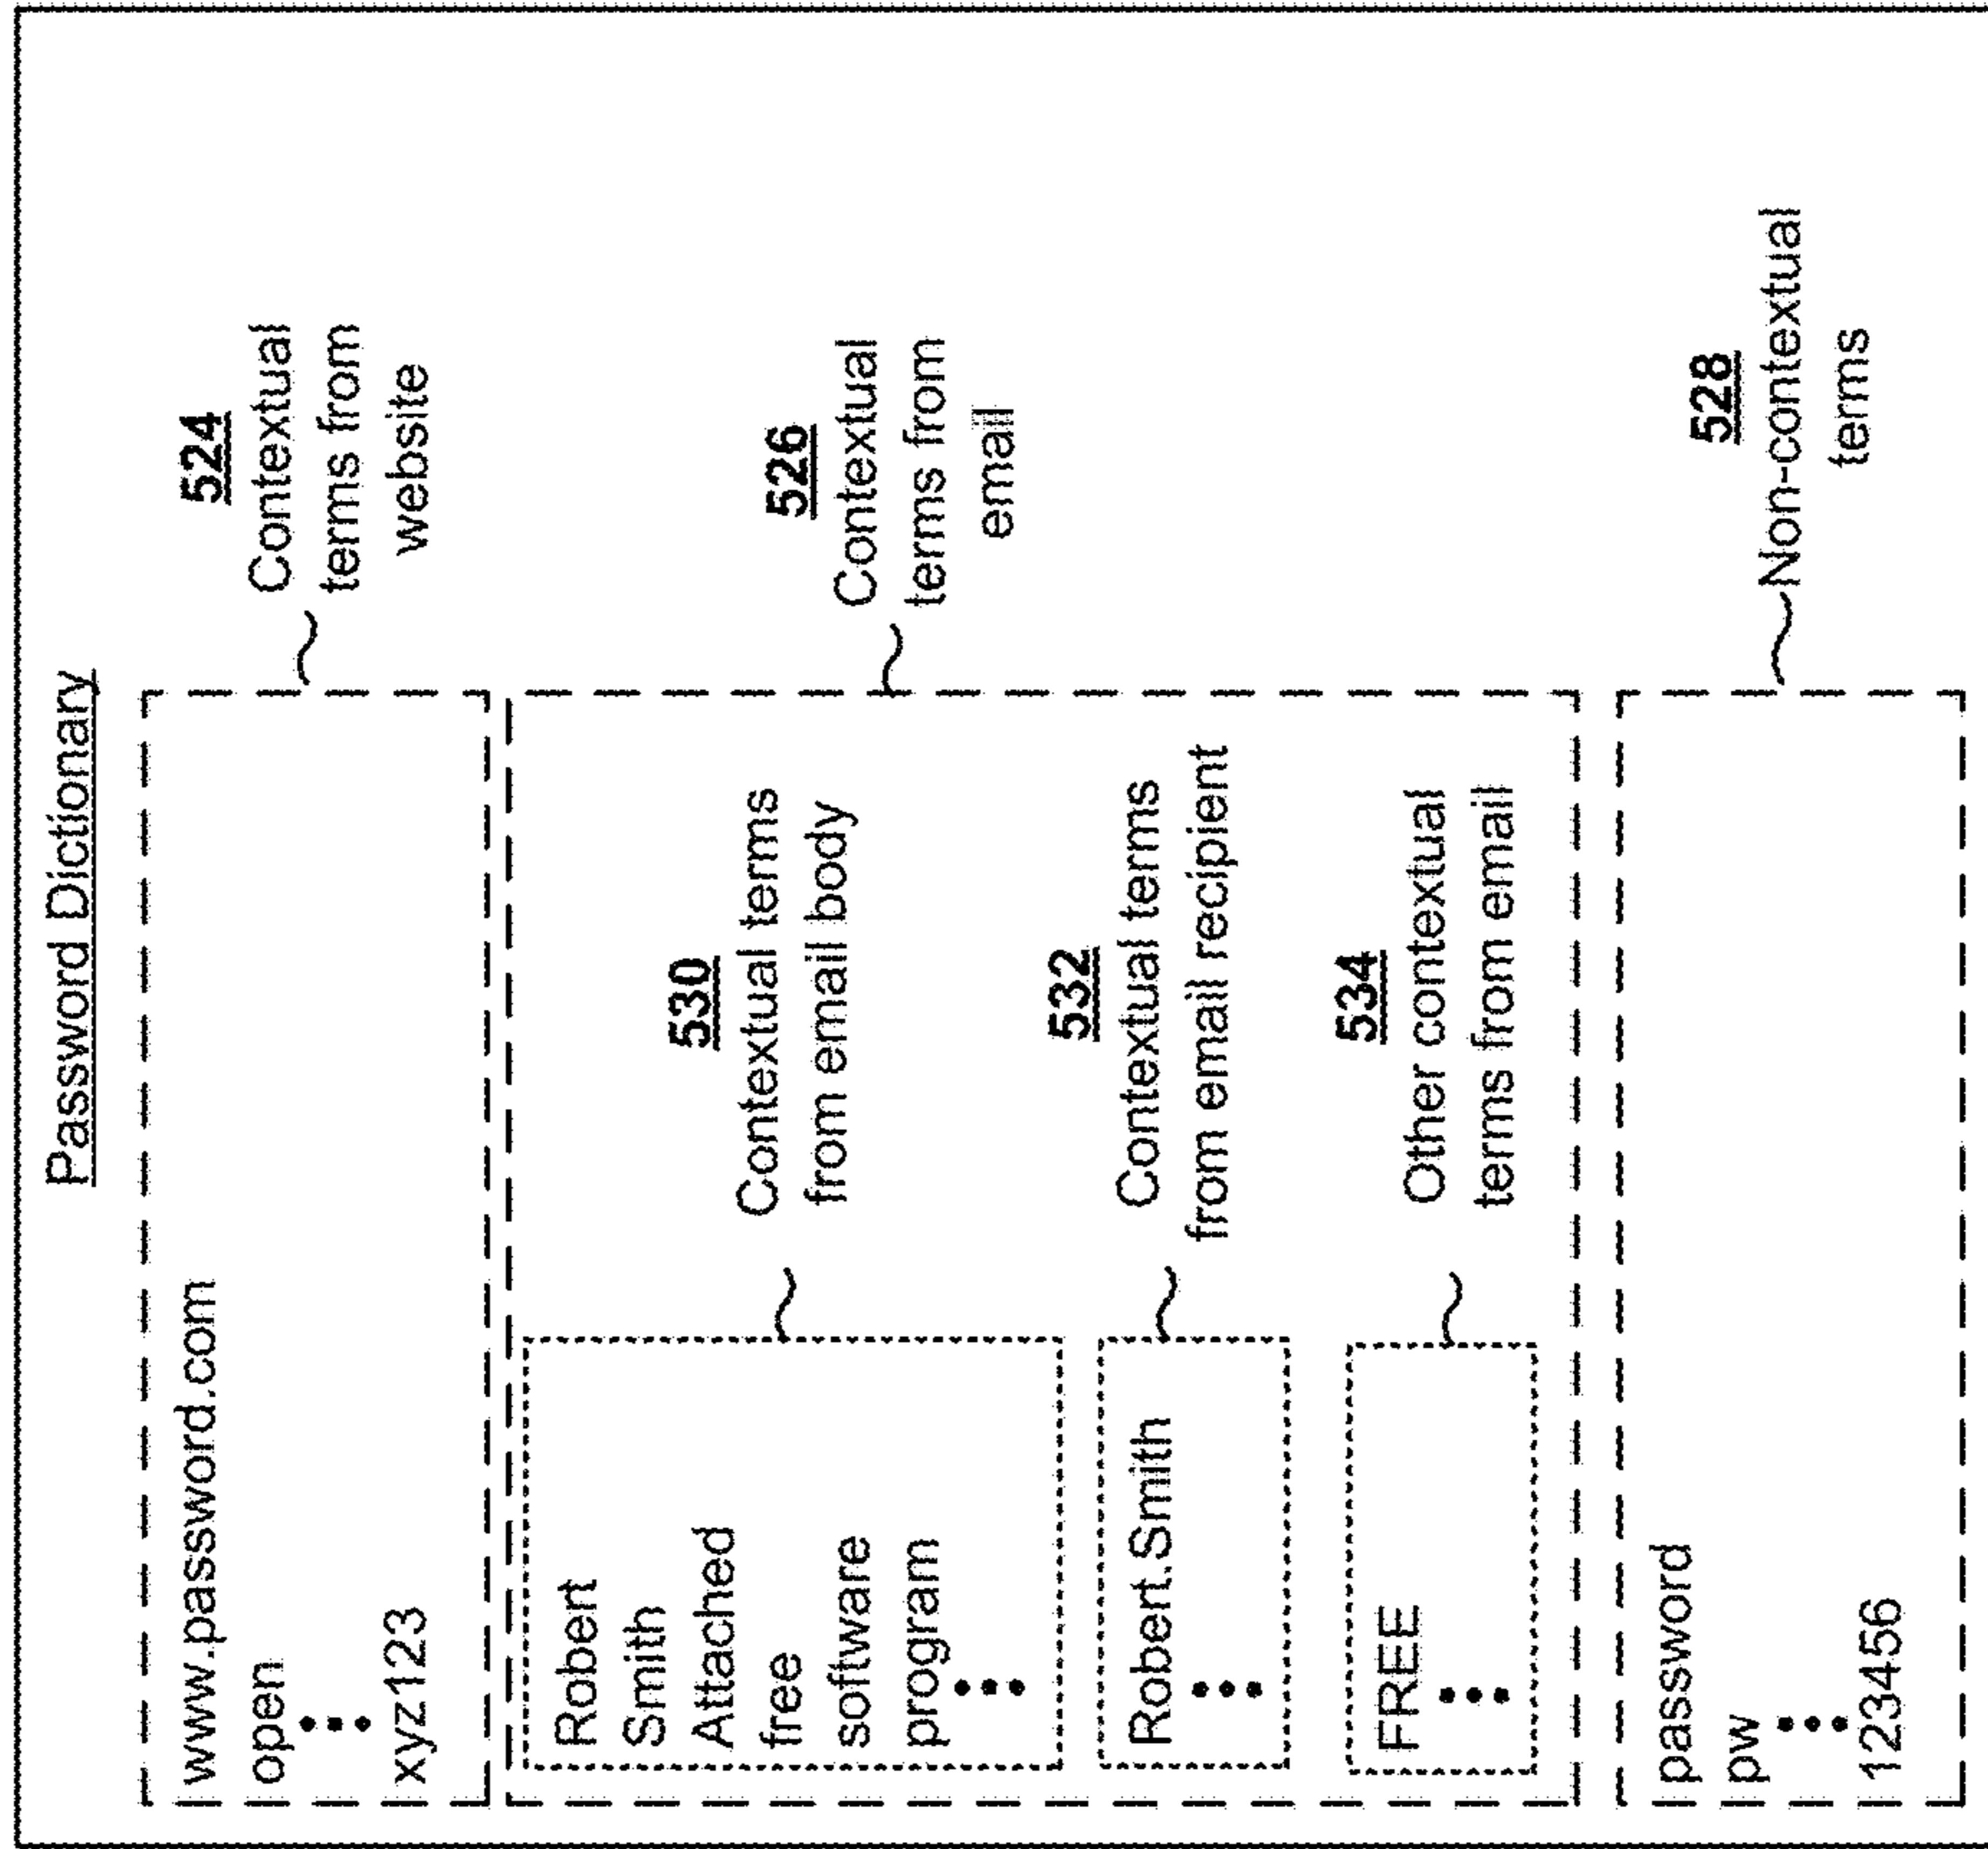 Password Dictionary
www.password.com
open
xyz123
524
Contextual
terms from
website
Robert
Smith
Attached
free
software
program
530
Contextual terms
from email body
Robert.Smith
532
Contextual terms
from email recipient
FREE
534
Other contextual
terms from email
526
Contextual
terms from
email
password
pw
123456
528
Non-contextual
terms